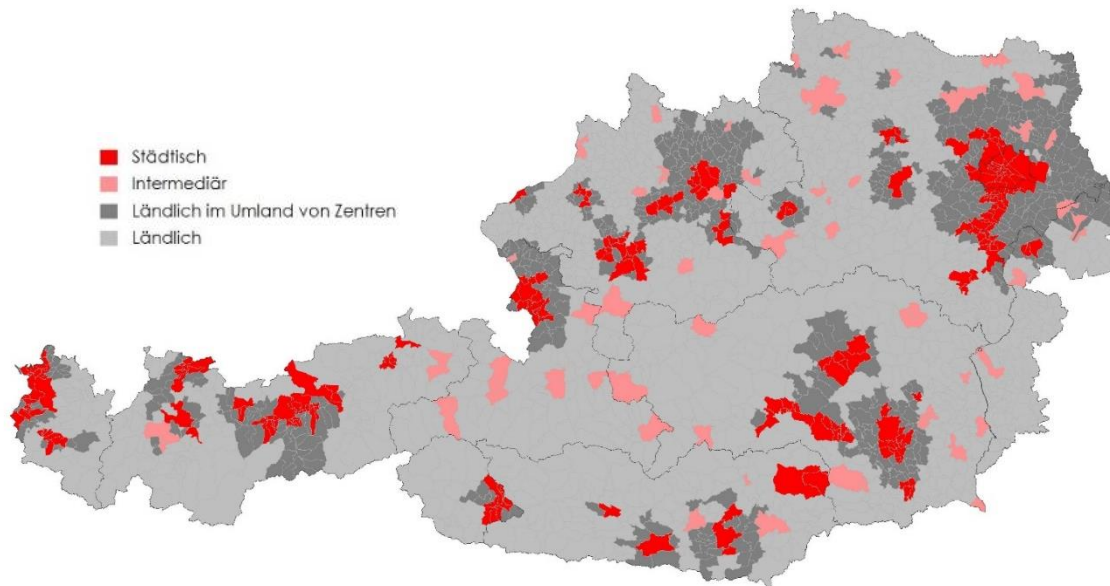 Städtisch
Intermediär
Ländlich im Umland von Zentren
Ländlich